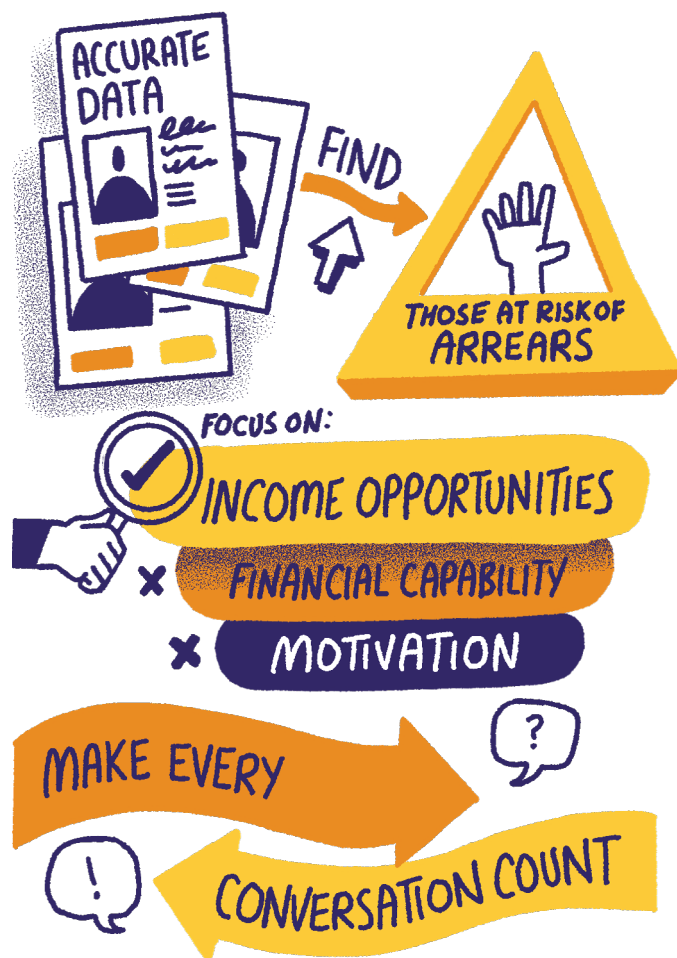 ACCURATE
DATA
FIND
THOSE AT RISK OF
ARREARS
FOCUS ON:
INCOME OPPORTUNITIES
x FINANCIAL CAPABILITY
x MOTIVATION
MAKE EVERY
?
!
CONVERSATION COUNT